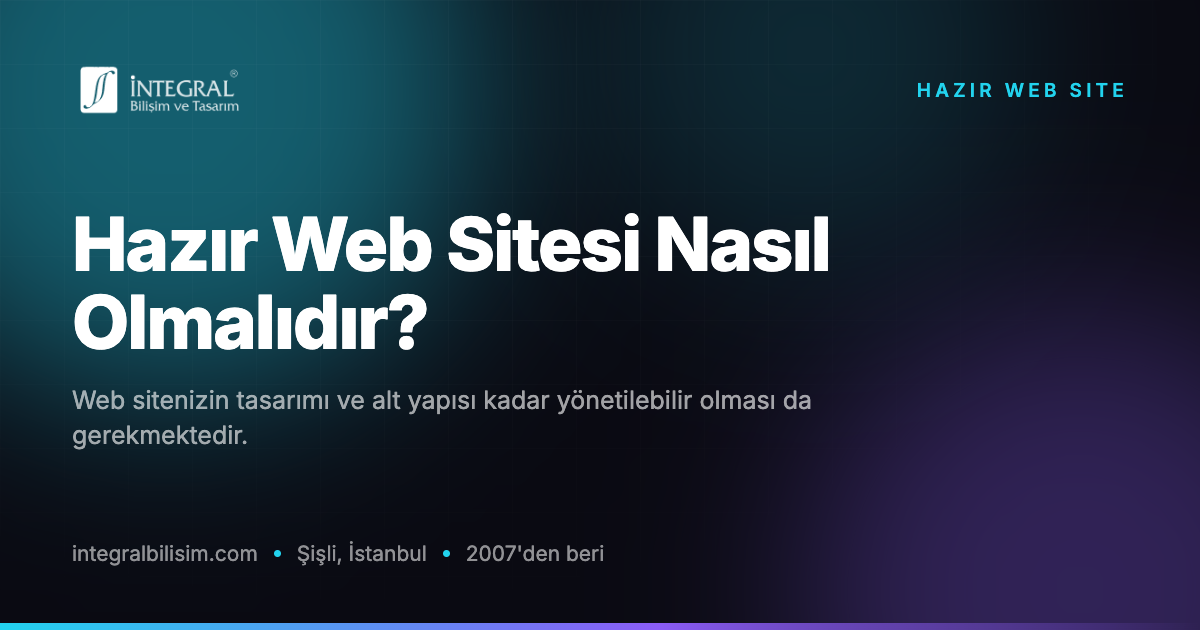 İNTEGRAL®
Bilişim ve Tasarım
HAZIR WEB SITE
Hazır Web Sitesi Nasıl
Olmalıdır?
Web sitenizin tasarımı ve alt yapısı kadar yönetilebilir olması da
gerekmektedir.
integralbilisim.com • Şişli, İstanbul • 2007'den beri